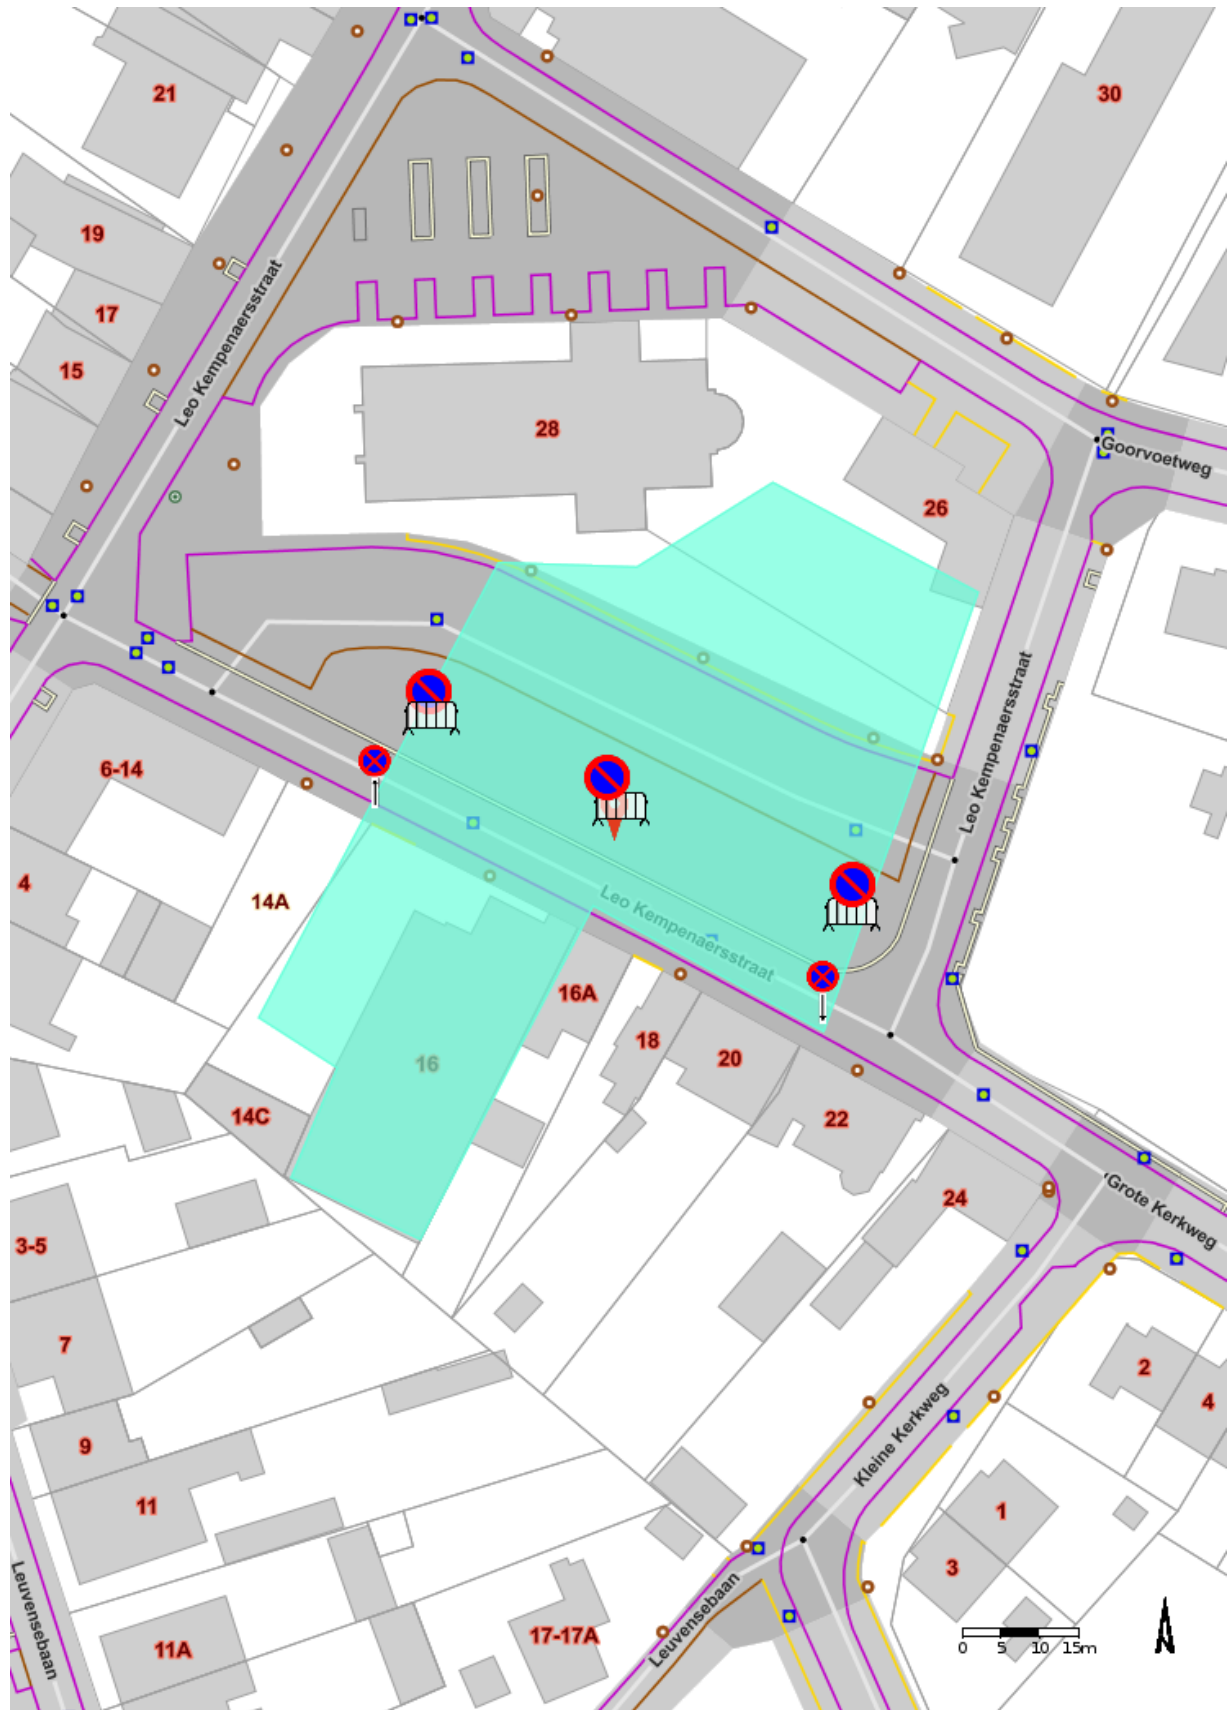 21
30
19
17
15
Leo Kempenaersstraat
28
Goorvoetweg
26
Leo Kempenaersstraat
6-14
4
14A
Leo Kempenaersstraat
16A
18
20
16
22
14C
24
Grote Kerkweg
3-5
7
2
4
9
Kleine Kerkweg
11
1
3
Leuvensebaan
Leuvensebaan
11A
17-17A
0 5 10 15m